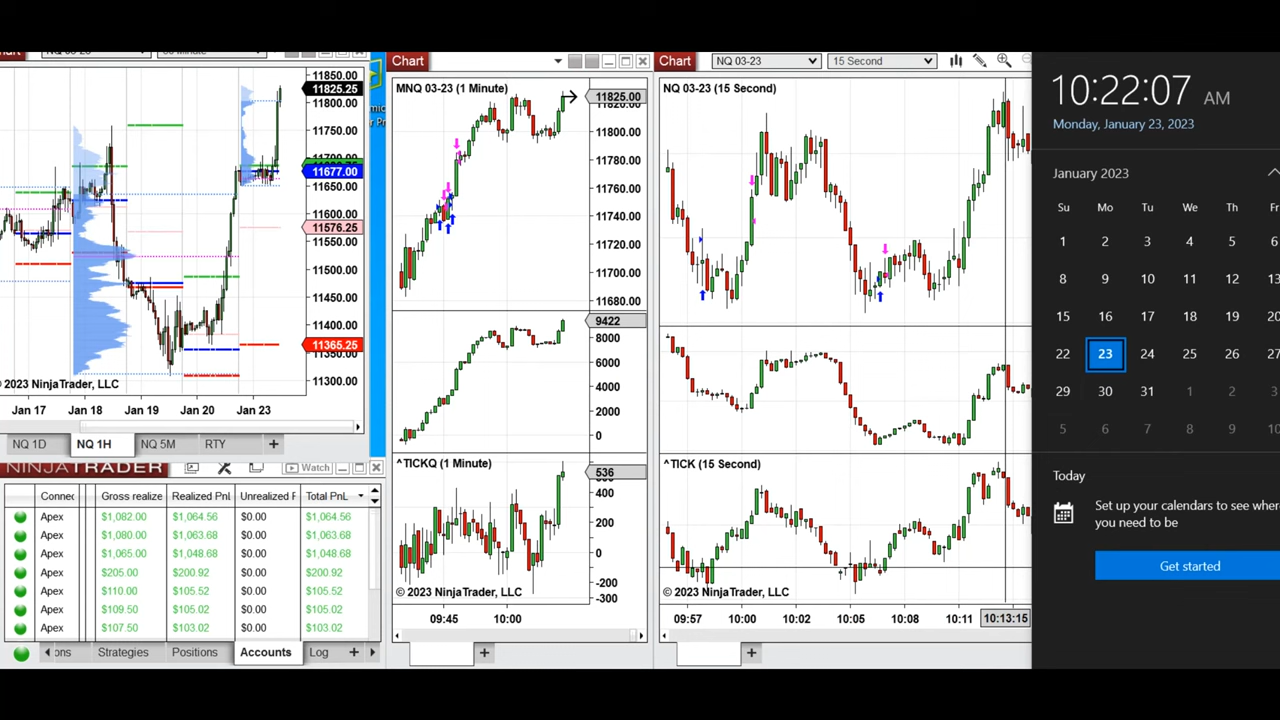 Chart
11850.00
11825.25
11800.00
11750.00
11677.00
11650.00
11600.00
11576.25
11550.00
11500.00
11450.00
11400.00
11365.25
11350.00
11300.00
© 2023 NinjaTrader, LLC
Jan 17 Jan 18 Jan 19 Jan 20 Jan 23
NQ 1D NQ 1H NQ 5M RTY +
NINJATRADER Watch
Connec Gross realize Realized PnL Unrealized F Total PnL
Apex $1,082.00 $1,064.56 $0.00 $1,064.56
Apex $1,080.00 $1,063.68 $0.00 $1,063.68
Apex $1,065.00 $1,048.68 $0.00 $1,048.68
Apex $205.00 $200.92 $0.00 $200.92
Apex $110.00 $105.52 $0.00 $105.52
Apex $109.50 $105.02 $0.00 $105.02
Apex $107.50 $103.02 $0.00 $103.02
ons Strategies Positions Accounts Log +
Chart
MNQ 03-23 (1 Minute)
11825.00
11800.00
11780.00
11760.00
11740.00
11720.00
11700.00
11680.00
9422
8000
6000
4000
2000
0
^TICKQ (1 Minute)
536
400
200
0
-200
-300
© 2023 NinjaTrader, LLC
09:45 10:00
+
Chart NQ 03-23 15 Second
NQ 03-23 (15 Second)
^TICK (15 Second)
© 2023 NinjaTrader, LLC
09:57 10:00 10:02 10:05 10:08 10:11 10:13:15
+
10:22:07 AM
Monday, January 23, 2023
January 2023
Su Mo Tu We Th Fr
1 2 3 4 5 6
8 9 10 11 12 13
15 16 17 18 19 20
22 23 24 25 26 27
29 30 31 1 2 3
5 6 7 8 9 10
Today
Set up your calendars to see where
you need to be
Get started